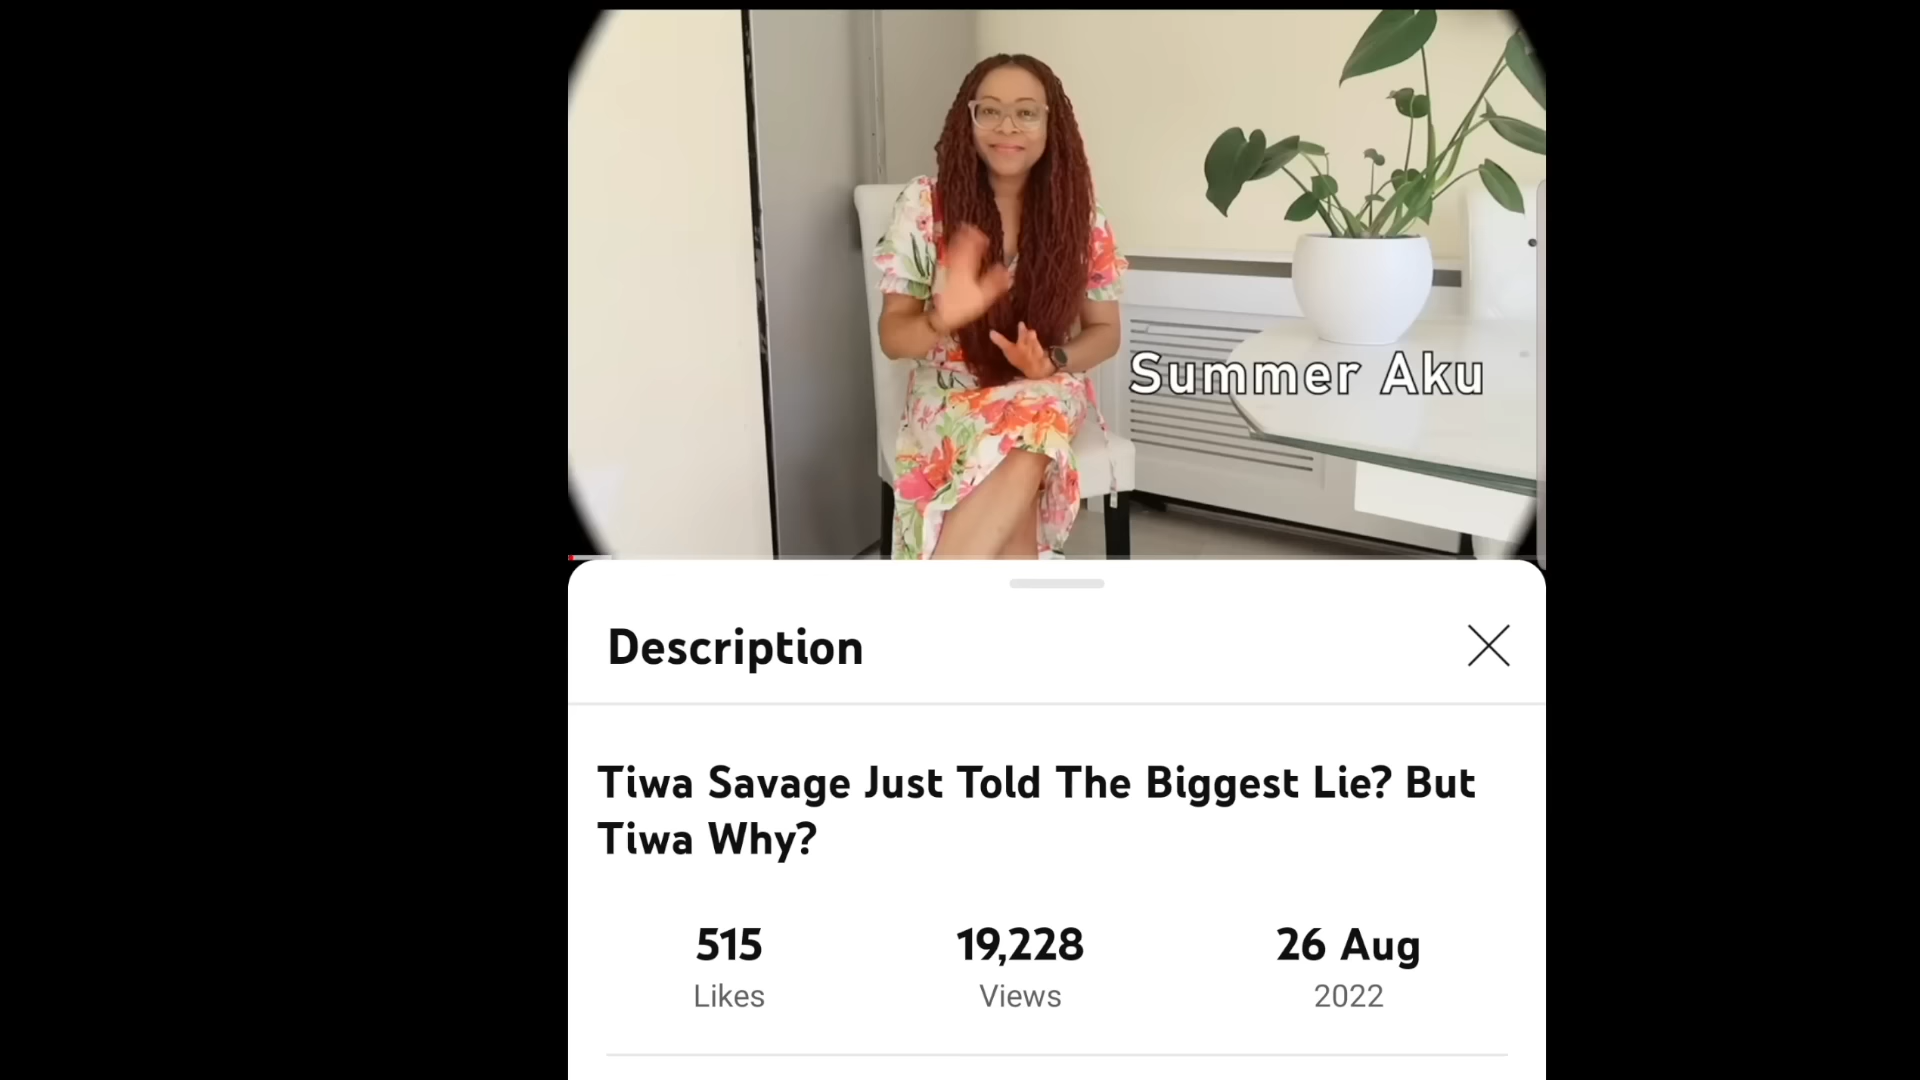 Summer Aku
Description
Tiwa Savage Just Told The Biggest Lie? But
Tiwa Why?
515 19,228 26 Aug
Likes Views 2022